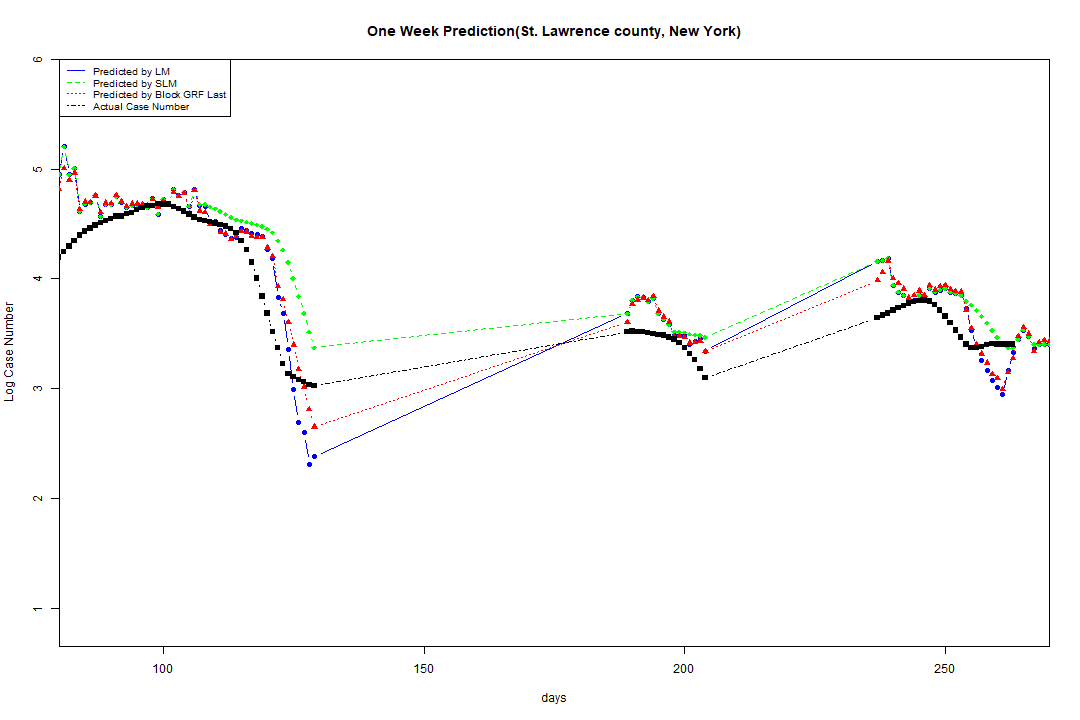 One Week Prediction(St. Lawrence county, New York)
Predicted by LM
Predicted by SLM
Predicted by Block GRF Last
Actual Case Number
Log Case Number
6
5
4
3
2
1
100 150 200 250
days